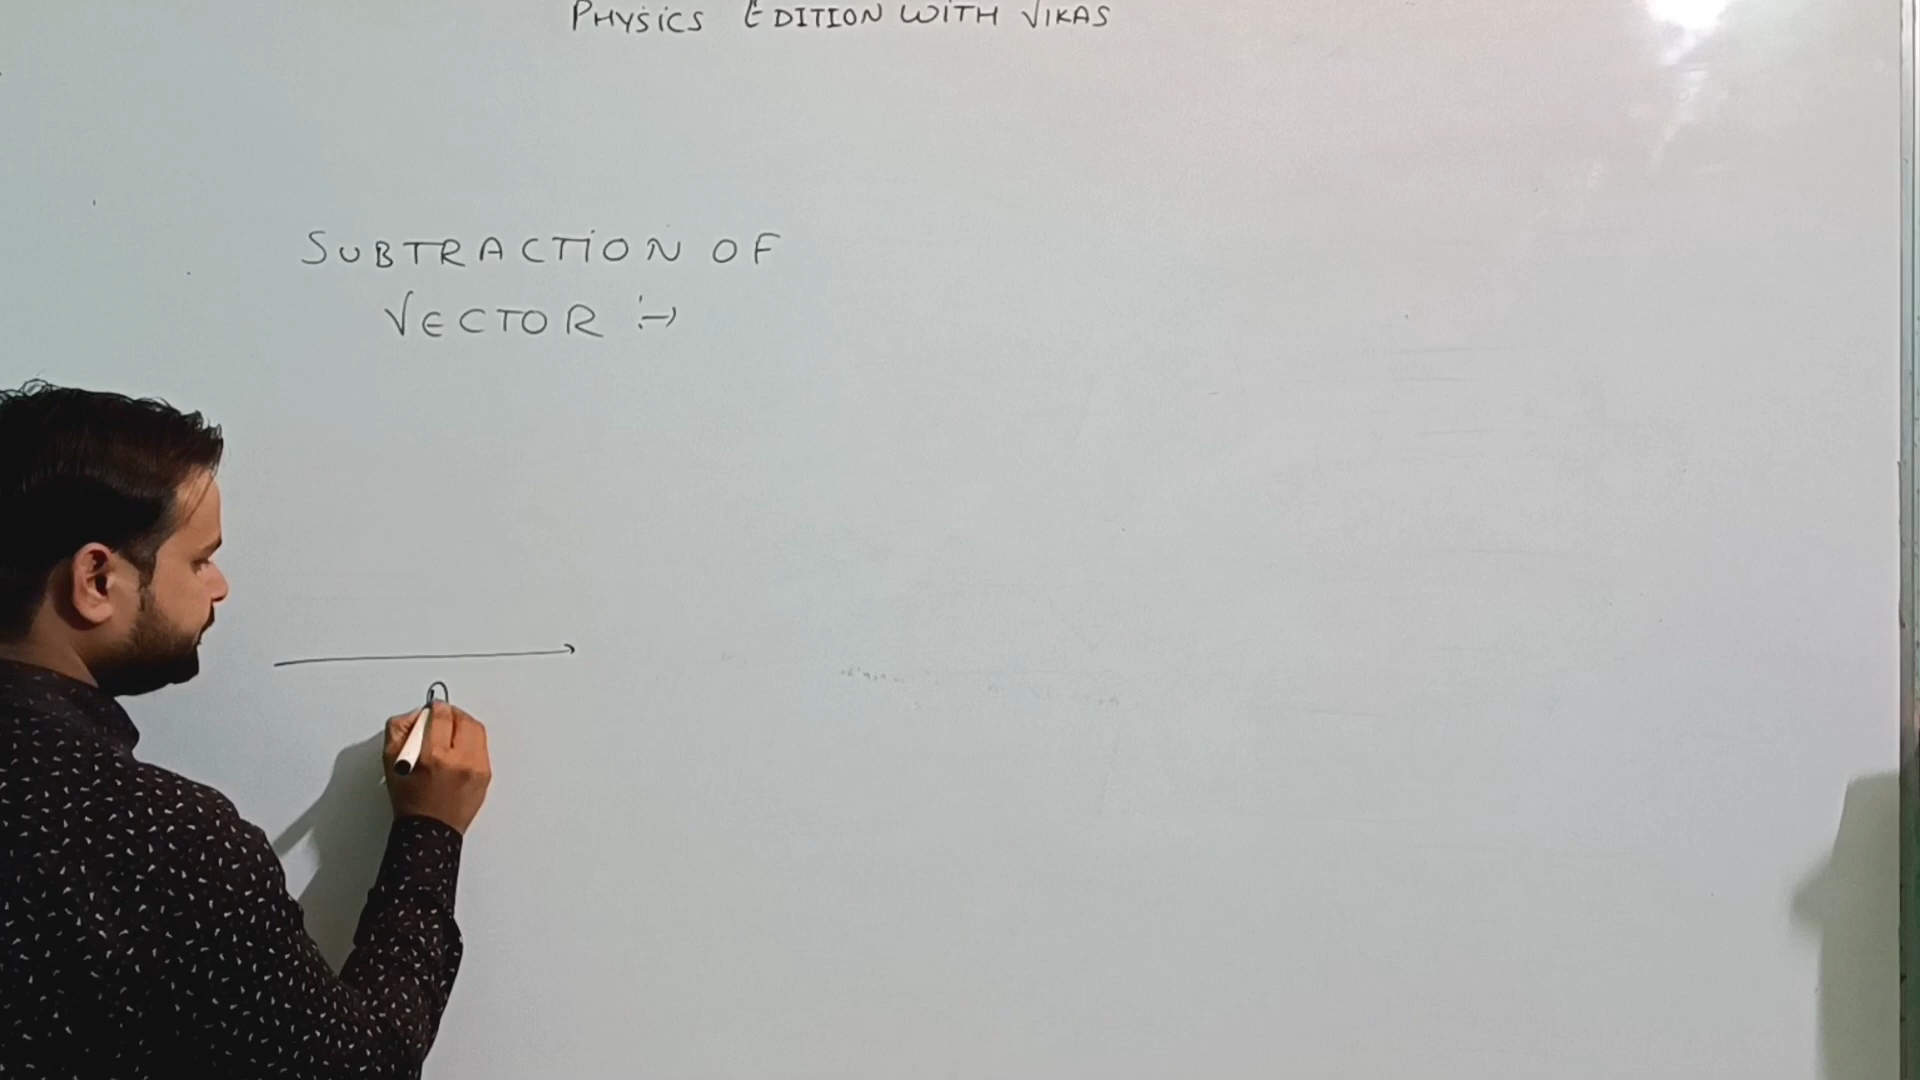 PHYSICS EDITION WITH VIKAS
SUBTRACTION OF
VECTOR :→